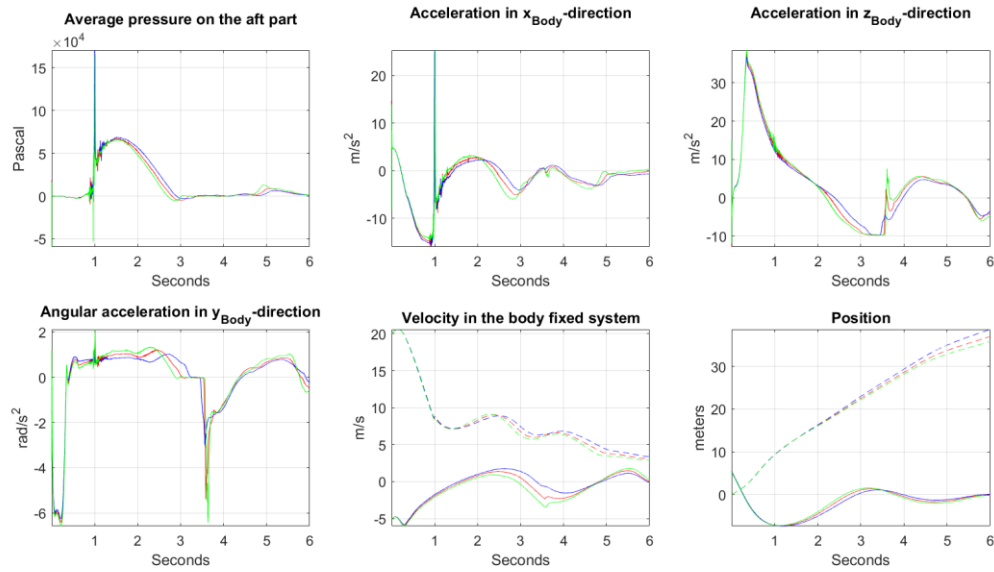 Average pressure on the aft part
×10⁴
15
10
5
0
-5
Pascal
1 2 3 4 5 6
Seconds
Acceleration in x_Body-direction
20
10
0
-10
m/s²
1 2 3 4 5 6
Seconds
Acceleration in z_Body-direction
30
20
10
0
-10
m/s²
1 2 3 4 5 6
Seconds
Angular acceleration in y_Body-direction
2
0
-2
-4
-6
rad/s²
1 2 3 4 5 6
Seconds
Velocity in the body fixed system
20
15
10
5
0
-5
m/s
1 2 3 4 5 6
Seconds
Position
30
20
10
0
meters
1 2 3 4 5 6
Seconds